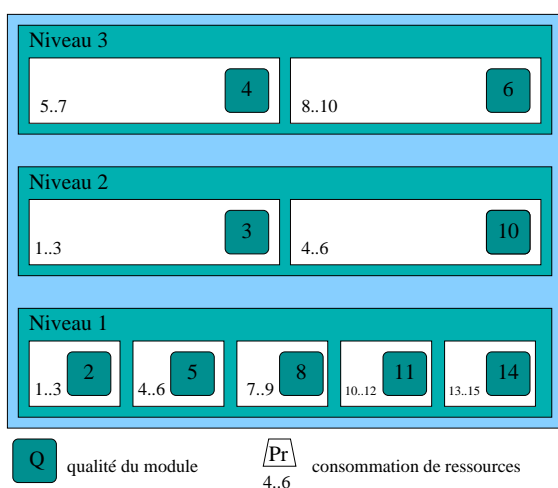 Niveau 3
5..7 4 8..10 6
Niveau 2
1..3 3 4..6 10
Niveau 1
1..3 2 4..6 5 7..9 8 10..12 11 13..15 14
Q qualité du module Pr consommation de ressources
4..6